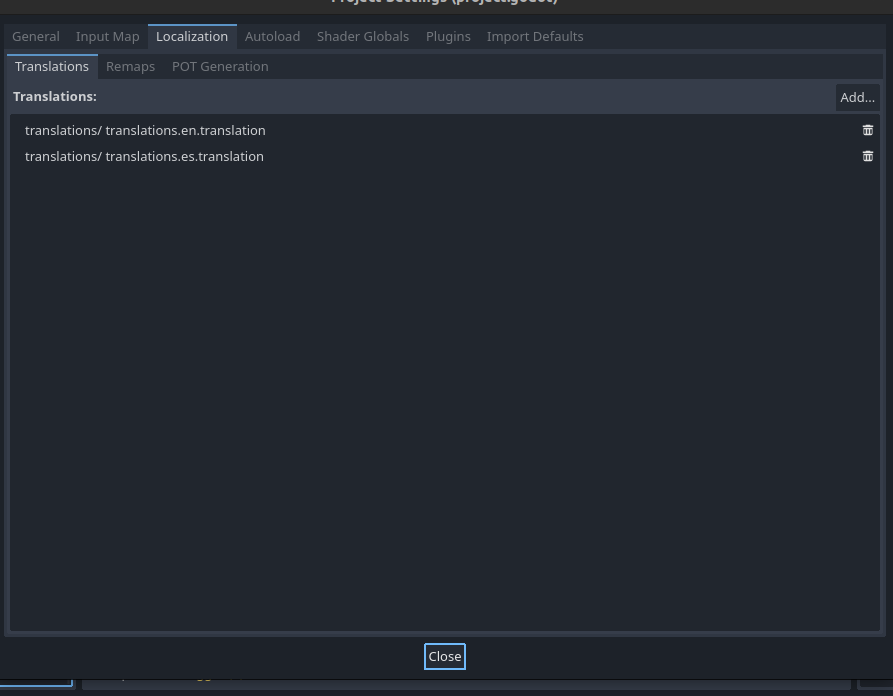 Project Settings (project.godot)
General Input Map Localization Autoload Shader Globals Plugins Import Defaults
Translations Remaps POT Generation
Translations: Add...
translations/ translations.en.translation
translations/ translations.es.translation
Close